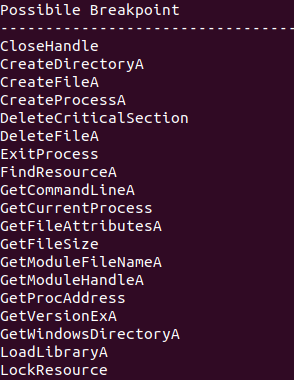 Possibile Breakpoint
---------------------------------
CloseHandle
CreateDirectoryA
CreateFileA
CreateProcessA
DeleteCriticalSection
DeleteFileA
ExitProcess
FindResourceA
GetCommandLineA
GetCurrentProcess
GetFileAttributesA
GetFileSize
GetModuleFileNameA
GetModuleHandleA
GetProcAddress
GetVersionExA
GetWindowsDirectoryA
LoadLibraryA
LockResource